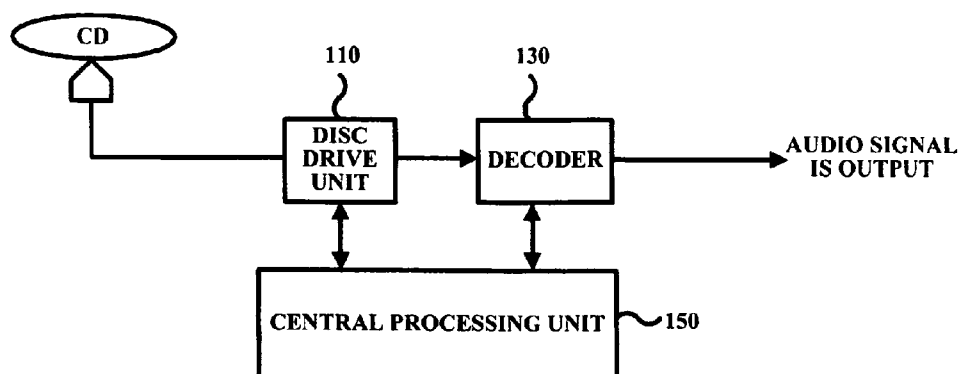 CD
110
130
DISC
DRIVE
UNIT
DECODER
AUDIO SIGNAL
IS OUTPUT
CENTRAL PROCESSING UNIT
150